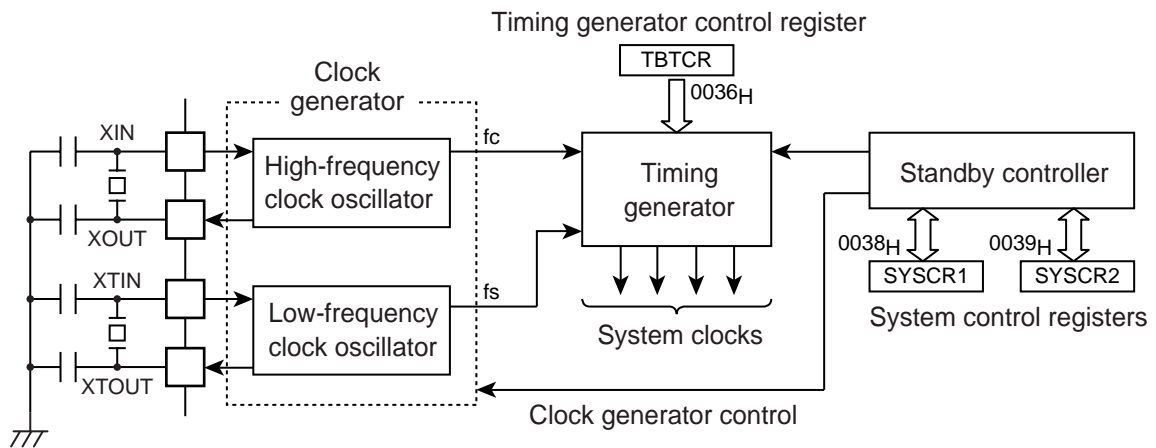 Timing generator control register
TBTCR
0036H
Clock
generator
XIN
High-frequency
clock oscillator
fc
Timing
generator
Standby controller
XOUT
0038H
0039H
SYSCR1
SYSCR2
System control registers
XTIN
Low-frequency
clock oscillator
fs
System clocks
XTOUT
Clock generator control